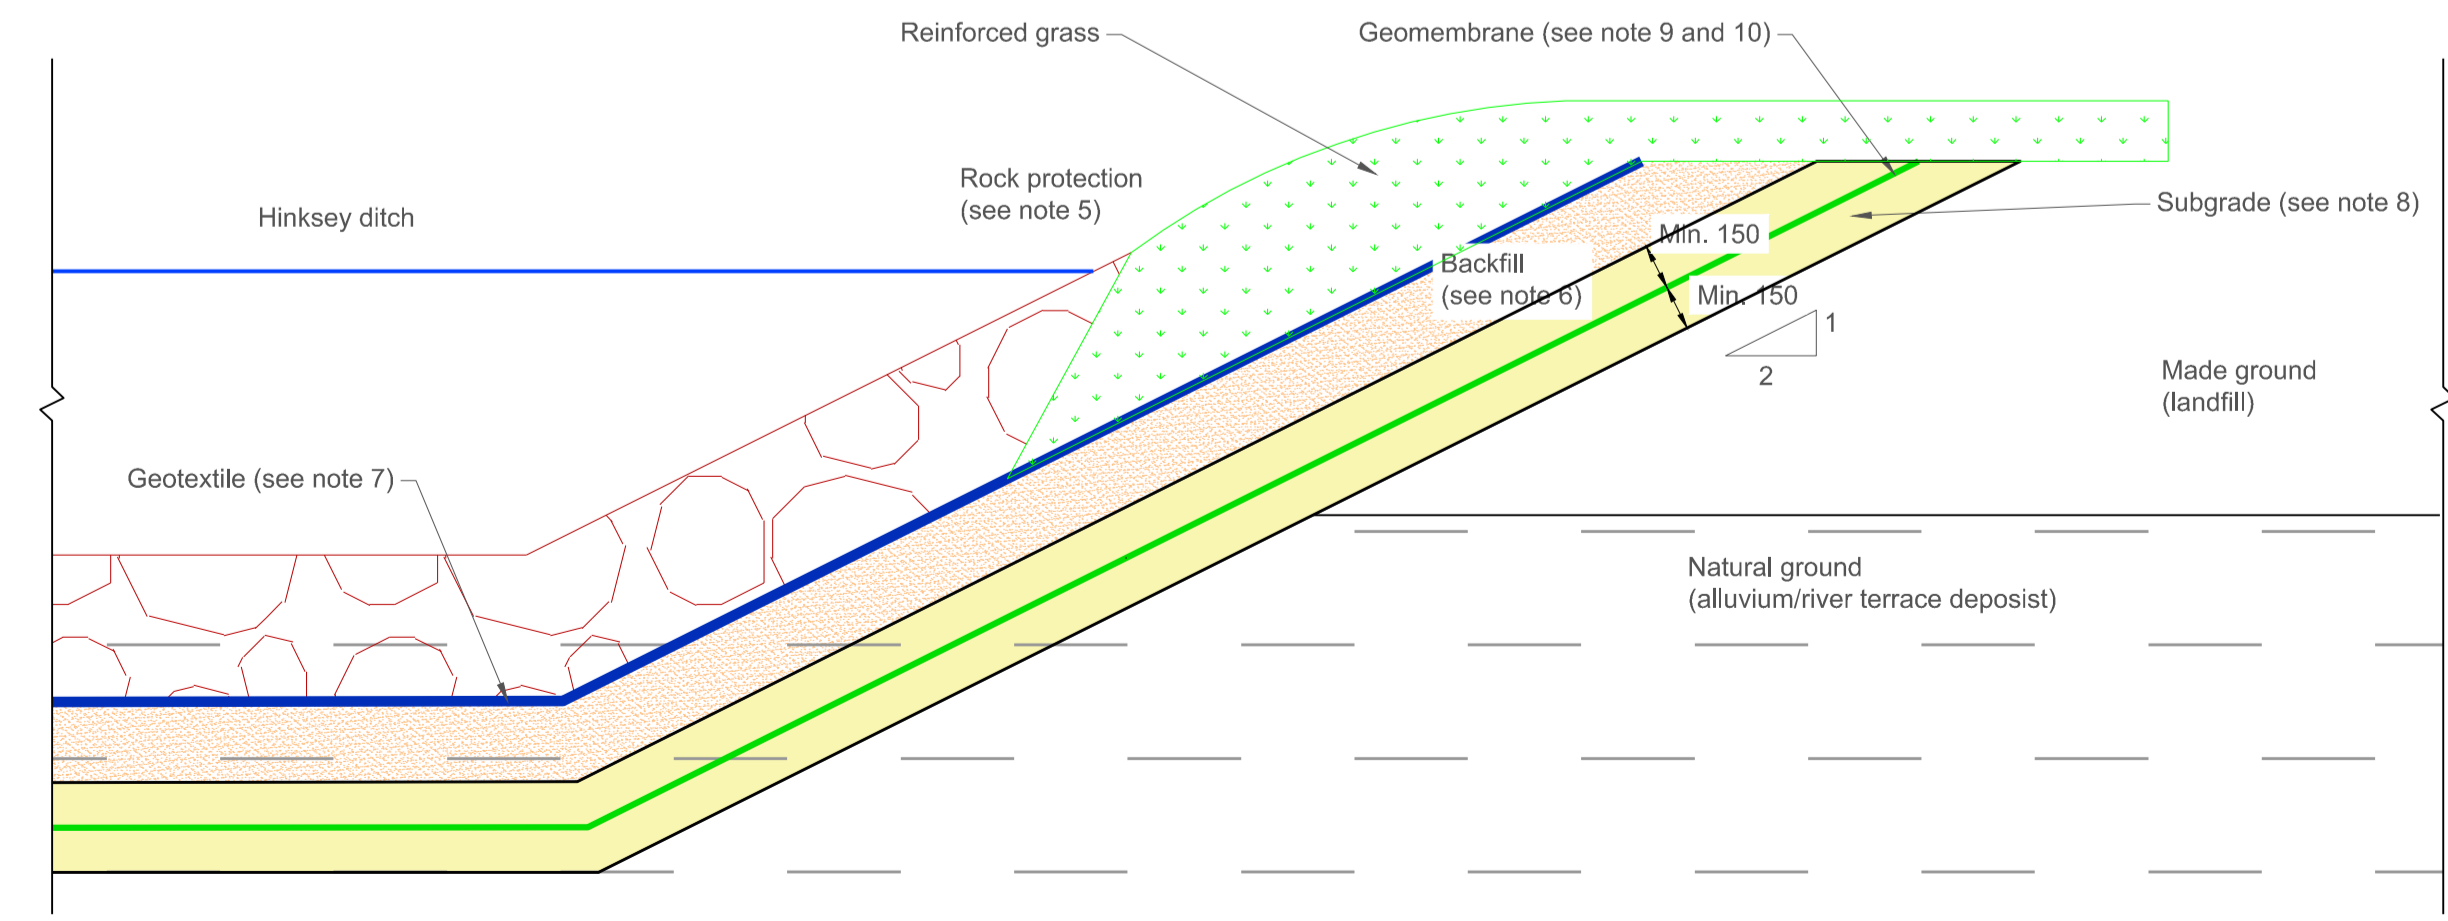 Reinforced grass
Geomembrane (see note 9 and 10)
Rock protection
(see note 5)
Hinksey ditch
Subgrade (see note 8)
Min. 150
Backfill
(see note 6)
Min. 150
1
2
Made ground
(landfill)
Geotextile (see note 7)
Natural ground
(alluvium/river terrace deposist)